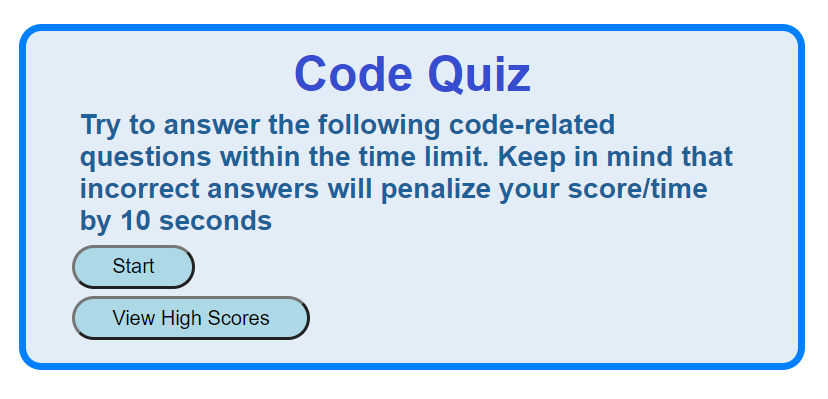 Code Quiz
Try to answer the following code-related
questions within the time limit. Keep in mind that
incorrect answers will penalize your score/time
by 10 seconds
Start
View High Scores